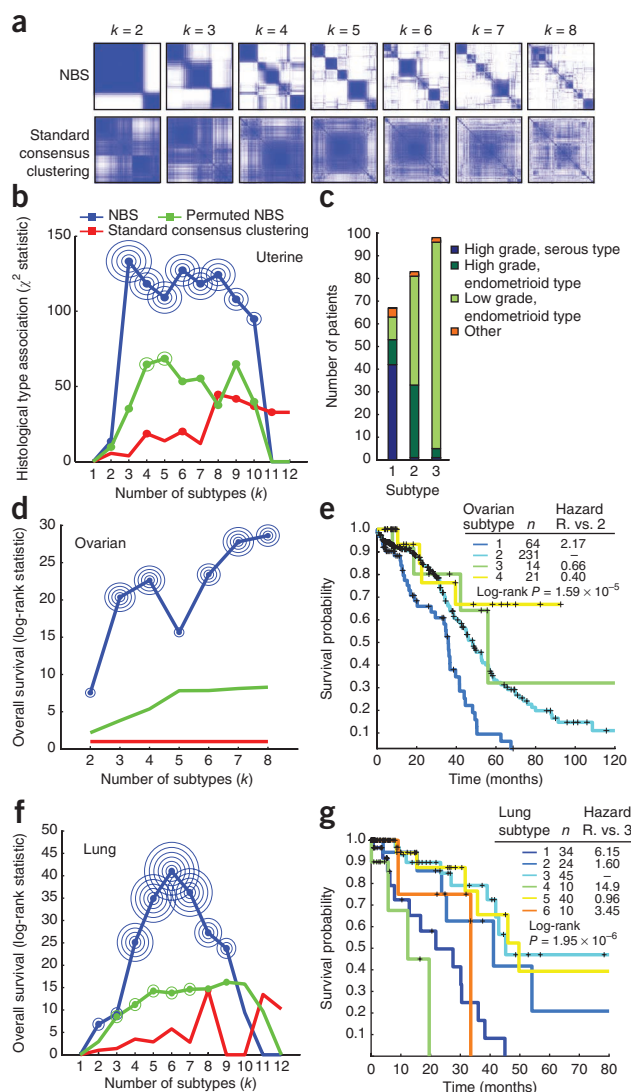 a
k = 2 k = 3 k = 4 k = 5 k = 6 k = 7 k = 8
NBS
Standard
consensus
clustering
b
NBS Permuted NBS
Standard consensus clustering
Uterine
Histological type association (χ² statistic)
150
100
50
0
1 2 3 4 5 6 7 8 9 10 11 12
Number of subtypes (k)
c
High grade, serous type
High grade,
endometrioid type
Low grade,
endometrioid type
Other
Number of patients
100
90
80
70
60
50
40
30
20
10
0
1 2 3
Subtype
d
Ovarian
Overall survival (log-rank statistic)
30
25
20
15
10
5
0
2 3 4 5 6 7 8
Number of subtypes (k)
e
Ovarian Hazard
subtype n R. vs. 2
1 64 2.17
2 231 –
3 14 0.66
4 21 0.40
Log-rank P = 1.59 × 10⁻⁵
Survival probability
1.0
0.9
0.8
0.7
0.6
0.5
0.4
0.3
0.2
0.1
0 20 40 60 80 100 120
Time (months)
f
Lung
Overall survival (log-rank statistic)
50
45
40
35
30
25
20
15
10
5
0
1 2 3 4 5 6 7 8 9 10 11 12
Number of subtypes (k)
g
Lung Hazard
subtype n R. vs. 3
1 34 6.15
2 24 1.60
3 45 –
4 10 14.9
5 40 0.96
6 10 3.45
Log-rank
P = 1.95 × 10⁻⁶
Survival probability
1.0
0.9
0.8
0.7
0.6
0.5
0.4
0.3
0.2
0.1
0 10 20 30 40 50 60 70 80
Time (months)